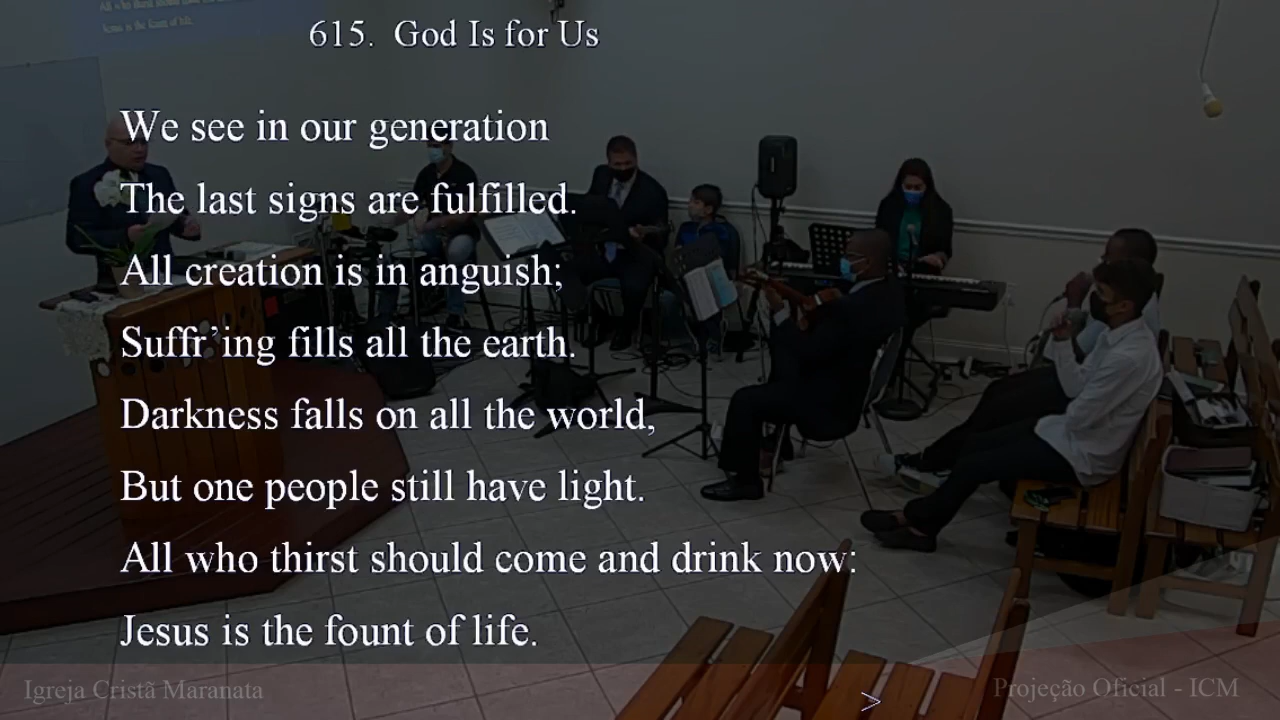 615. God Is for Us
We see in our generation
The last signs are fulfilled.
All creation is in anguish;
Suffr’ing fills all the earth.
Darkness falls on all the world,
But one people still have light.
All who thirst should come and drink now:
Jesus is the fount of life.
Igreja Cristã Maranata
Projeção Oficial - ICM
>